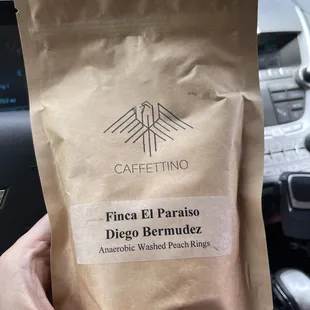 CAFFETTINO
Finca El Paraiso
Diego Bermudez
Anaerobic Washed Peach Rings